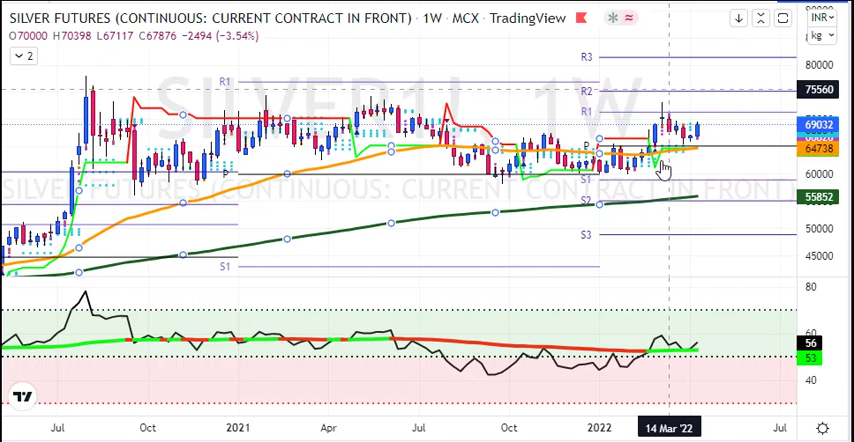 SILVER FUTURES (CONTINUOUS: CURRENT CONTRACT IN FRONT) · 1W · MCX · TradingView
INR
O70000 H70398 L67117 C67876 -2494 (-3.54%)
kg
2
SILVER1!, 1W
SILVER FUTURES (CONTINUOUS: CURRENT CONTRACT IN FRONT)
R1
P
S1
R3
R2
R1
P
S1
S2
S3
80000
75560
69032
64738
60000
55852
50000
45000
80
60
56
53
40
Jul
Oct
2021
Apr
Jul
Oct
2022
14 Mar '22
Jul